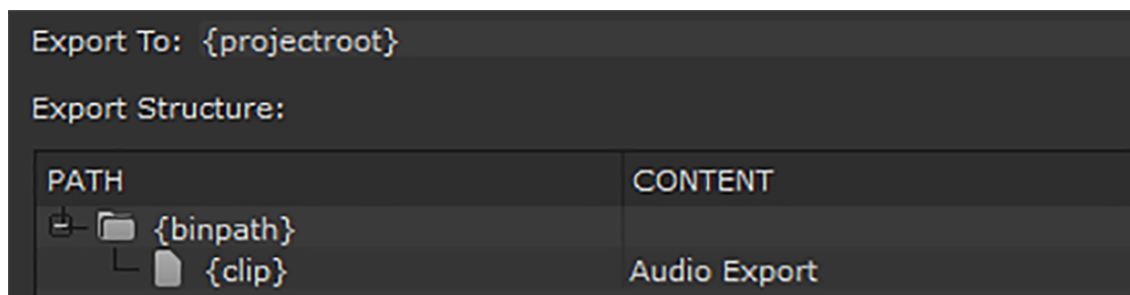 Export To: {projectroot}
Export Structure:
PATH CONTENT
{binpath}
{clip} Audio Export